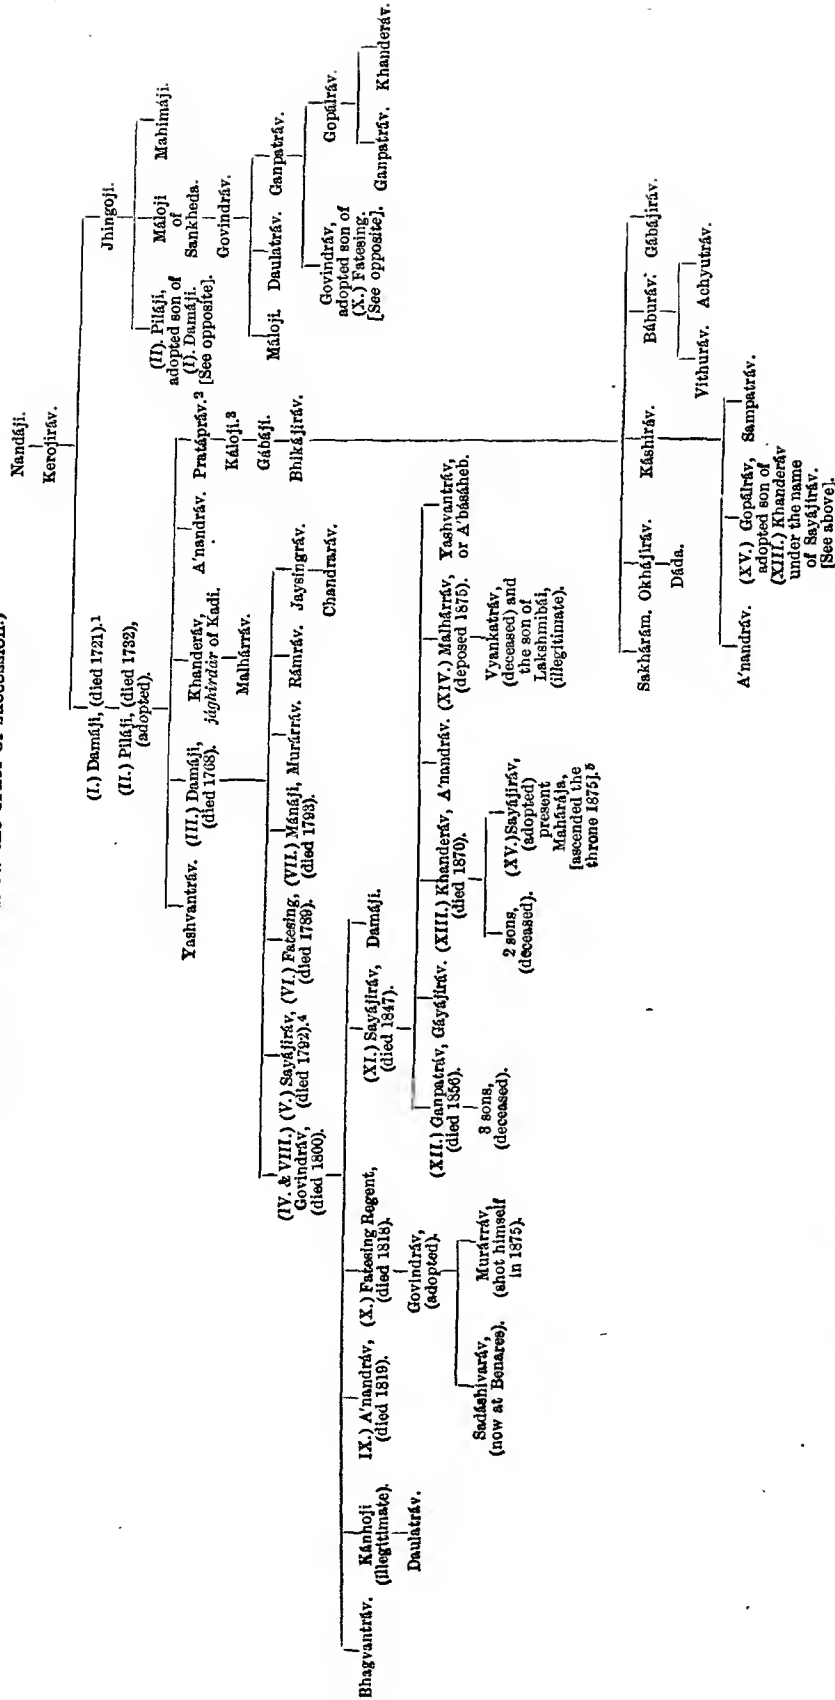 Nandáji.
Kerojiráv.
(I.) Damáji, (died 1721).¹
(II.) Piláji, (died 1732),
(adopted).
Jhingoji.
(II). Piláji,
adopted son of
(I). Damáji.
[See opposite].
Máloji
of
Sankheda.
Mahimáji.
Govindráv.
Máloji.
Daulatráv.
Ganpatráv.
Govindráv,
adopted son of
(X.) Fatesing,
[See opposite].
Gopálráv.
Ganpatráv.
Khanderáv.
Yashvantráv.
(III.) Damáji,
(died 1768).
Khanderáv,
jághirdár of Kadi.
Malhárráv.
A'nandráv.
Pratápráv.²
Káloji.³
Gábáji.
Bhikájiráv.
(IV. & VIII.)
Govindráv,
(died 1800).
(V.) Sayájiráv,
(died 1792).⁴
(VI.) Fatesing,
(died 1789).
(VII.) Mánáji,
(died 1793).
Murárráv.
Rámráv.
Jaysingráv.
Chandraráv.
Bhagvantráv.
Kánhoji
(illegitimate).
Daulatráv.
IX.) A'nandráv,
(died 1819).
(X.) Fatesing Regent,
(died 1818).
Govindráv,
(adopted).
Sadáshivaráv,
(now at Benares).
Murárráv,
(shot himself
in 1875).
(XI.) Sayájiráv,
(died 1847).
Damáji.
(XII.) Ganpatráv,
(died 1856).
3 sons,
(deceased).
Gáyájiráv.
(XIII.) Khanderáv,
(died 1870).
2 sons,
(deceased).
(XV.) Sayájiráv,
(adopted)
present
Mahárája,
[ascended the
throne 1875].⁵
A'nandráv.
(XIV.) Malhárráv,
(deposed 1875).
Vyankatráv,
(deceased) and
the son of
Lakshmibái,
(illegitimate).
Yashvantráv,
or A'básáheb.
Sakhárám.
Okhájiráv.
Dáda.
Káshiráv.
Báburáv.
Gábájiráv.
A'nandráv.
(XV.) Gopálráv,
adopted son of
(XIII.) Khanderáv
under the name
of Sayájiráv.
[See above].
Sampatráv.
Vithuráv.
Achyutráv.